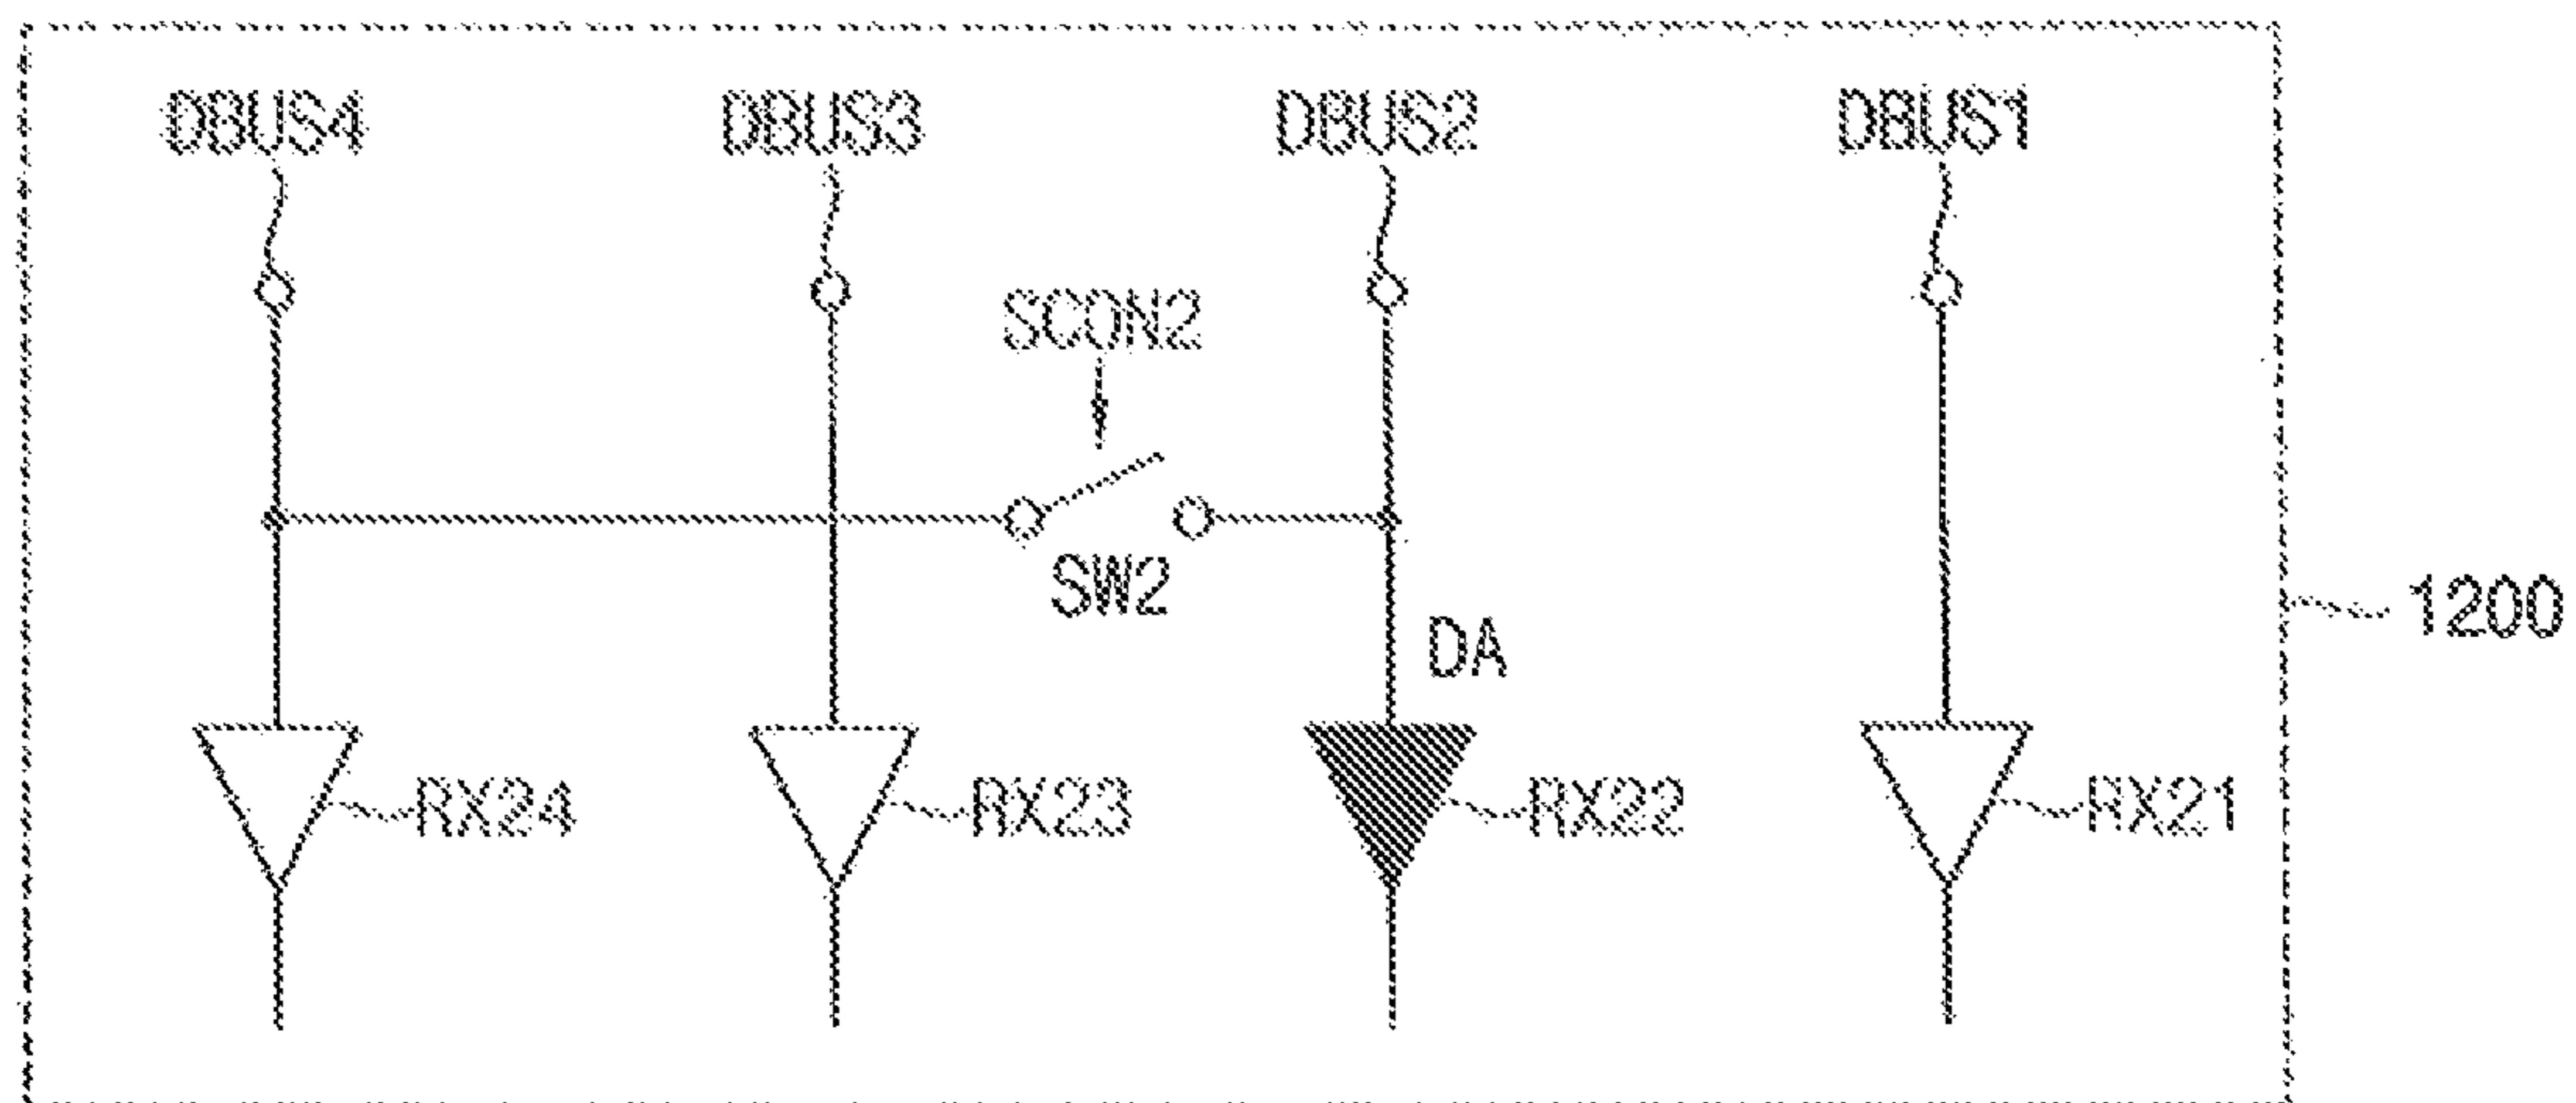 DBUS4 DBUS3 DBUS2 DBUS1
SCON2
SW2
1200
DA
RX24 RX23 RX22 RX21